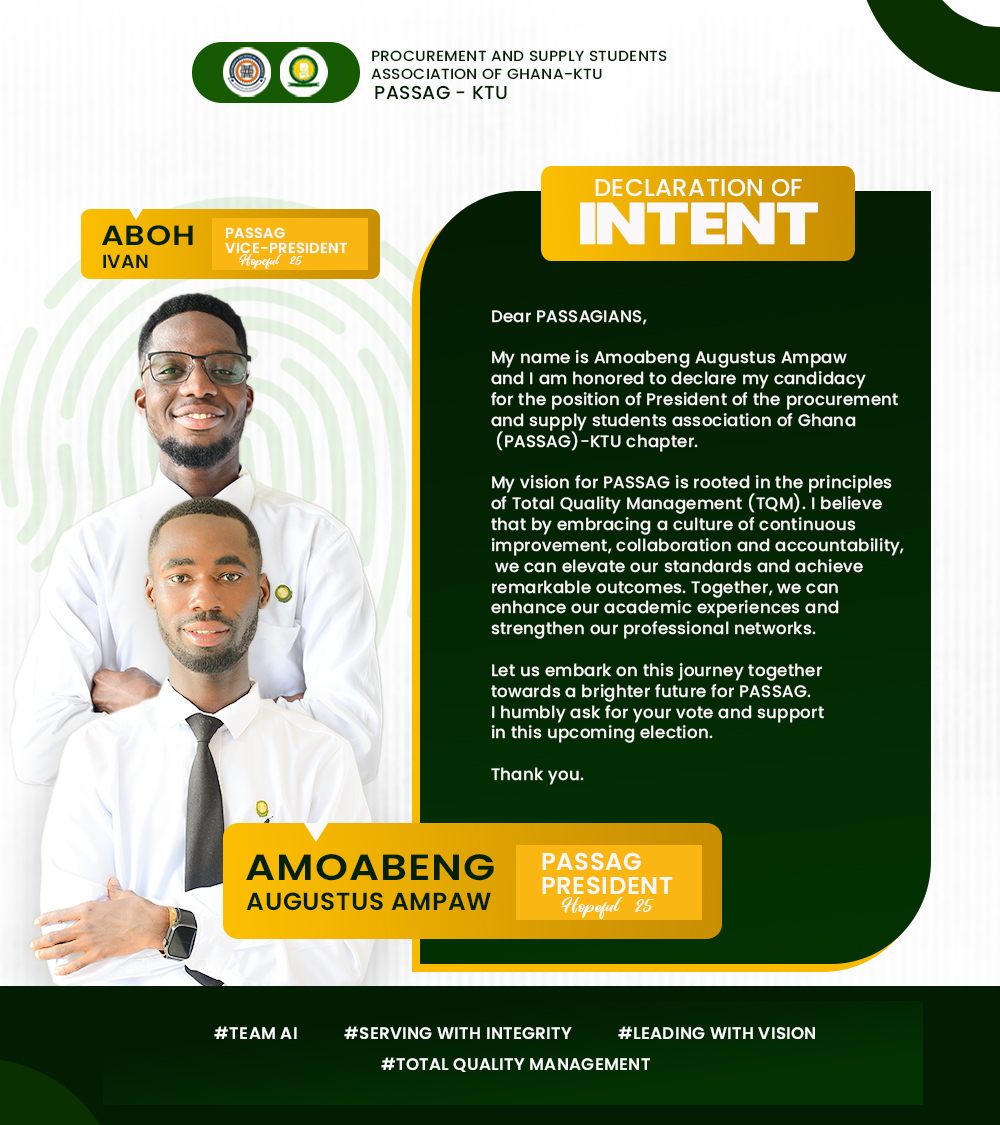 PROCUREMENT AND SUPPLY STUDENTS
ASSOCIATION OF GHANA-KTU
PASSAG - KTU
DECLARATION OF
INTENT
ABOH
IVAN
PASSAG
VICE-PRESIDENT
Hopeful 25
Dear PASSAGIANS,
My name is Amoabeng Augustus Ampaw
and I am honored to declare my candidacy
for the position of President of the procurement
and supply students association of Ghana
(PASSAG)-KTU chapter.
My vision for PASSAG is rooted in the principles
of Total Quality Management (TQM). I believe
that by embracing a culture of continuous
improvement, collaboration and accountability,
we can elevate our standards and achieve
remarkable outcomes. Together, we can
enhance our academic experiences and
strengthen our professional networks.
Let us embark on this journey together
towards a brighter future for PASSAG.
I humbly ask for your vote and support
in this upcoming election.
Thank you.
AMOABENG
AUGUSTUS AMPAW
PASSAG
PRESIDENT
Hopeful 25
#TEAM AI #SERVING WITH INTEGRITY #LEADING WITH VISION
#TOTAL QUALITY MANAGEMENT